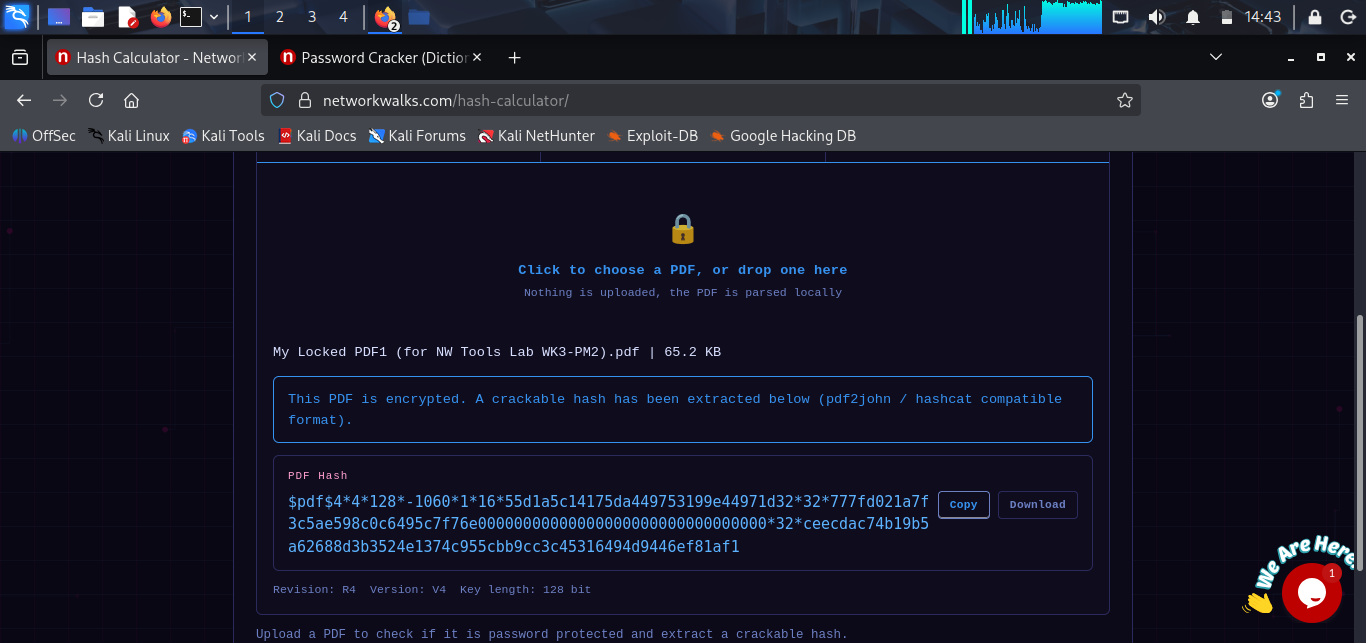 1 2 3 4 2 14:43
Hash Calculator - Networ Password Cracker (Diction
networkwalks.com/hash-calculator/
OffSec Kali Linux Kali Tools Kali Docs Kali Forums Kali NetHunter Exploit-DB Google Hacking DB
Click to choose a PDF, or drop one here
Nothing is uploaded, the PDF is parsed locally
My Locked PDF1 (for NW Tools Lab WK3-PM2).pdf | 65.2 KB
This PDF is encrypted. A crackable hash has been extracted below (pdf2john / hashcat compatible
format).
PDF Hash
$pdf$4*4*128*-1060*1*16*55d1a5c14175da449753199e44971d32*32*777fd021a7f
3c5ae598c0c6495c7f76e00000000000000000000000000000000*32*ceecdac74b19b5
a62688d3b3524e1374c955cbb9cc3c45316494d9446ef81af1
Copy Download
Revision: R4 Version: V4 Key length: 128 bit
We Are Here!
1
Upload a PDF to check if it is password protected and extract a crackable hash.